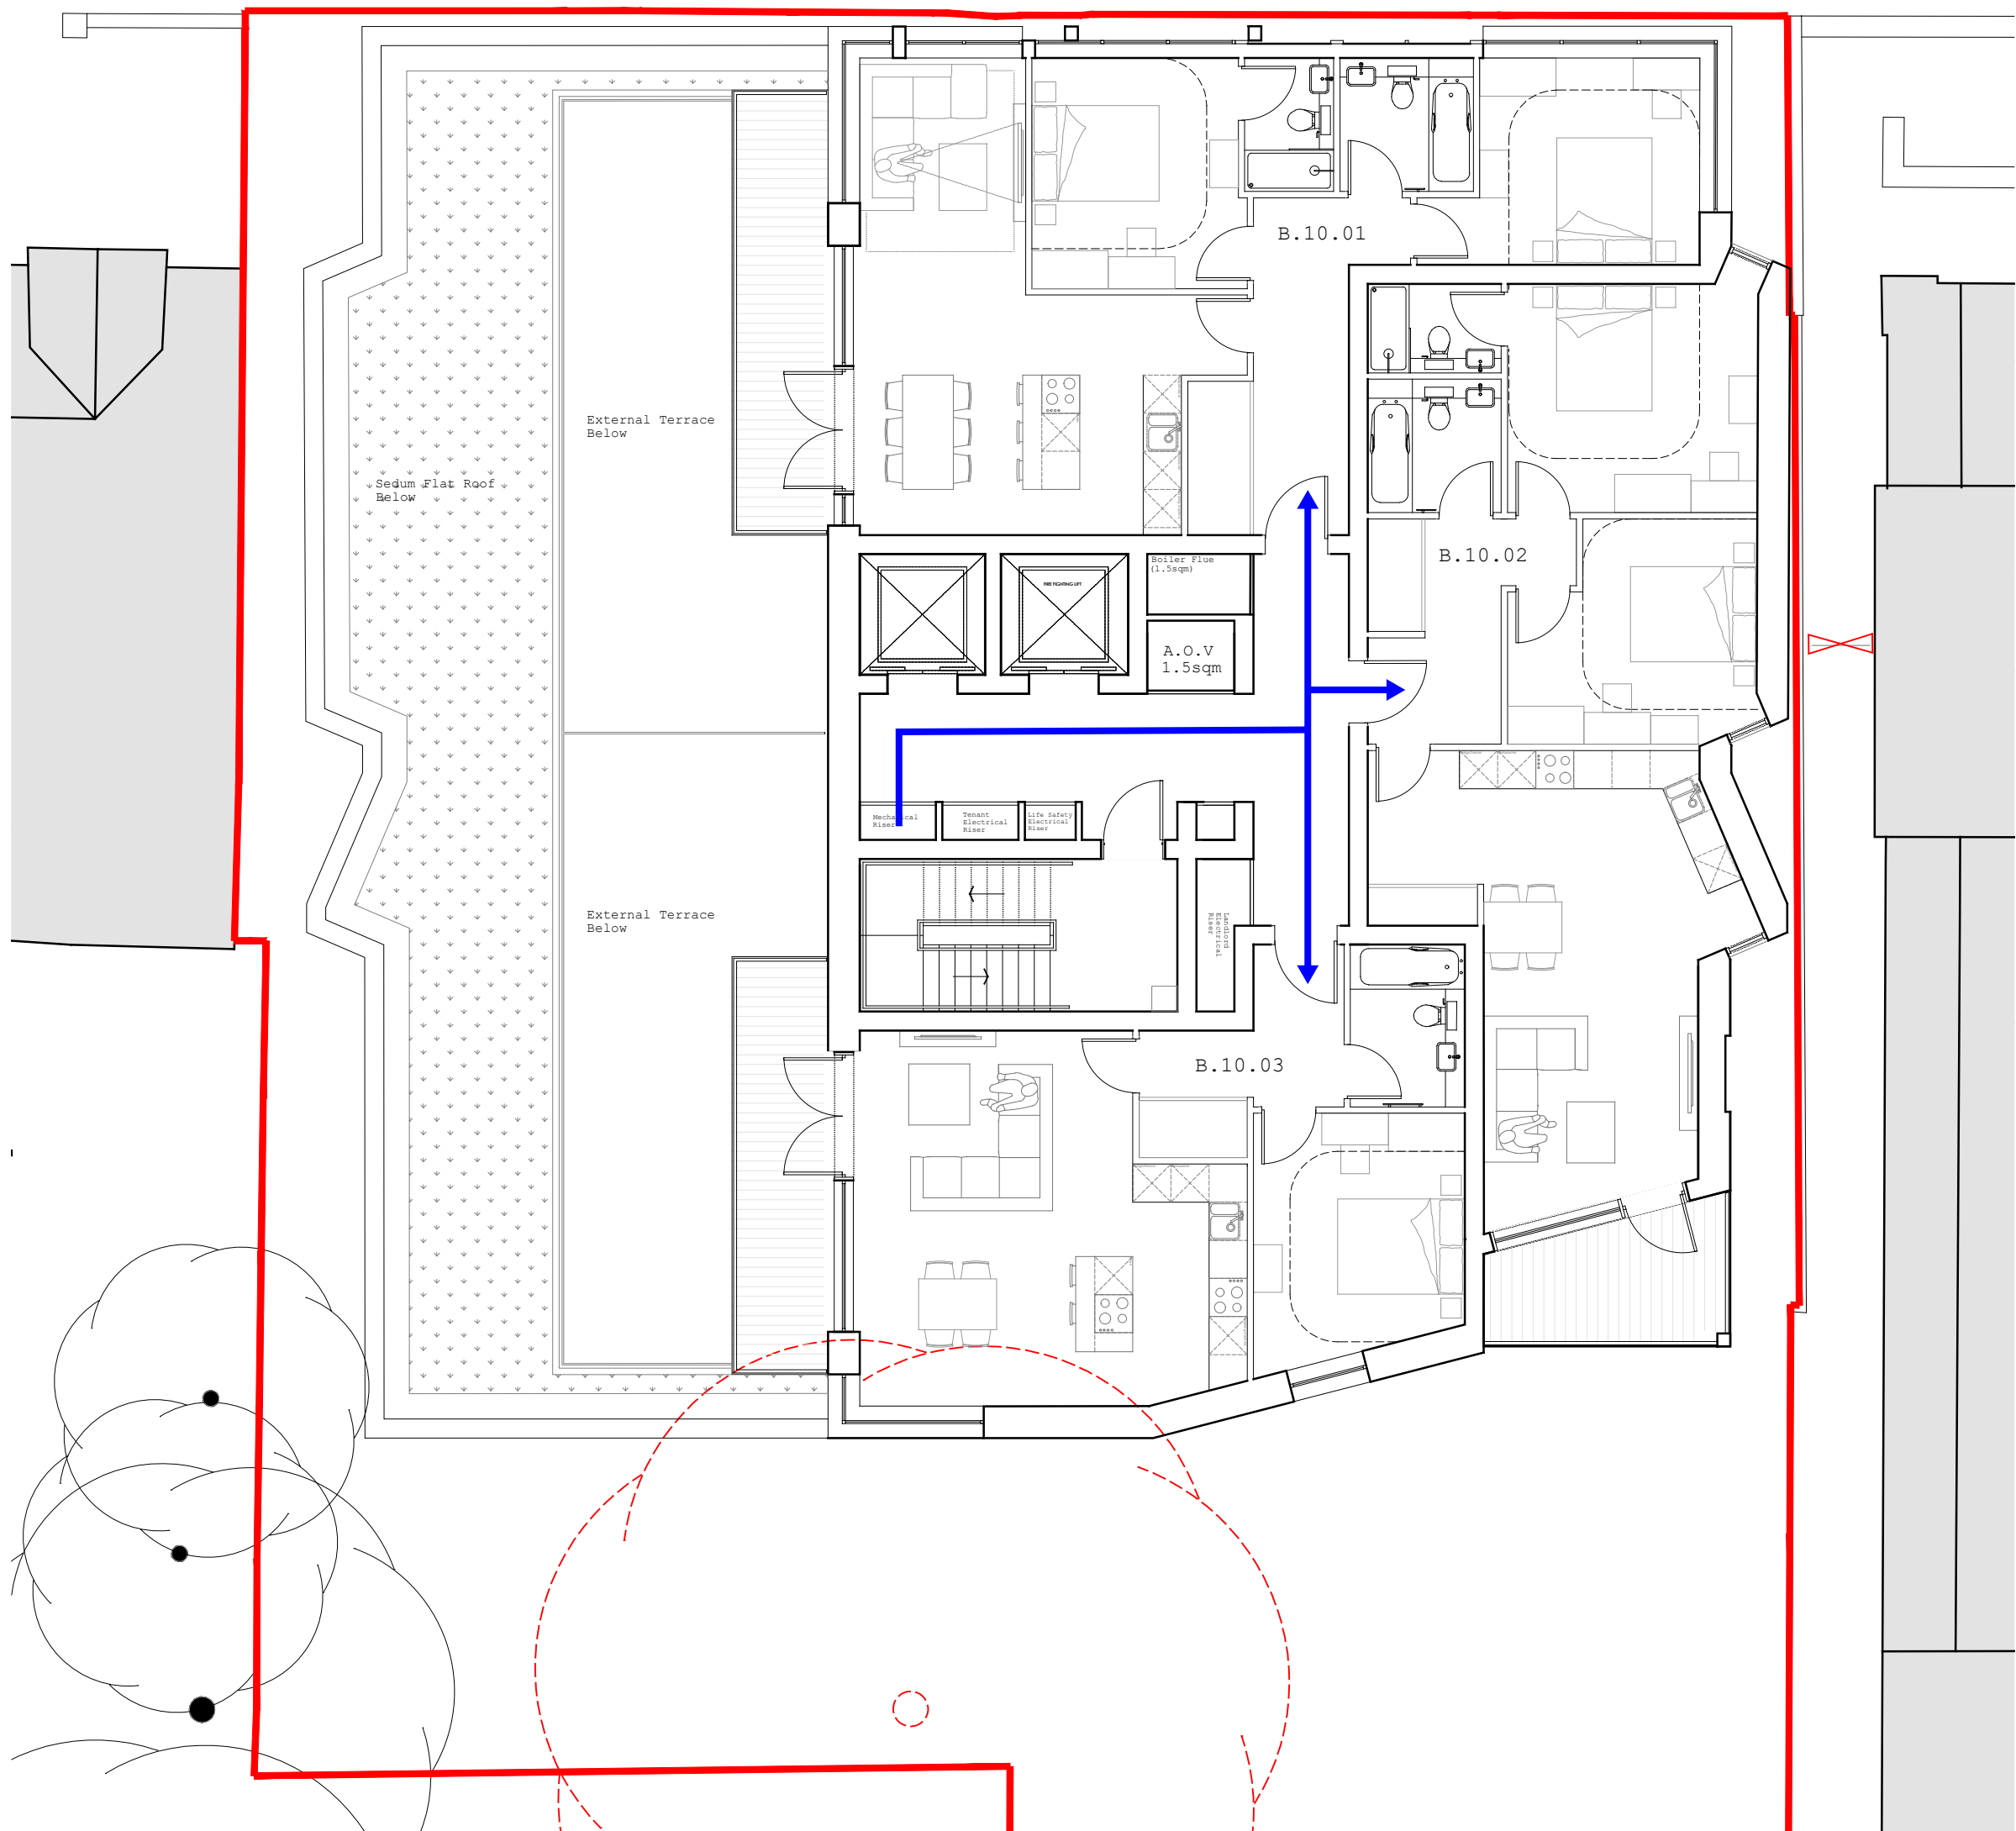 B.10.01
External Terrace
Below
Sedum Flat Roof
Below
B.10.02
Boiler Flue
(1.5sqm)
FIRE FIGHTING LIFT
A.O.V
1.5sqm
Mechanical
Riser
Tenant
Electrical
Riser
Life Safety
Electrical
Riser
External Terrace
Below
Landlord
Electrical
Riser
B.10.03